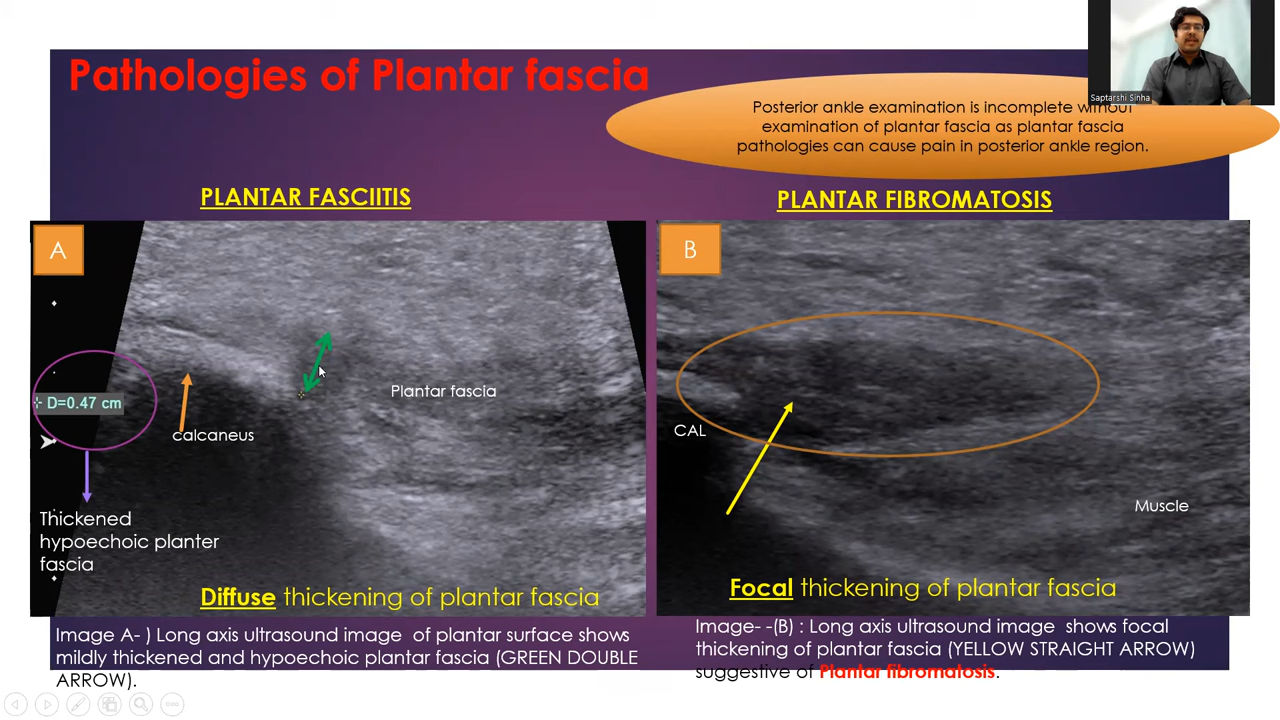 Pathologies of Plantar fascia
Saptarshi Sinha
Posterior ankle examination is incomplete without
examination of plantar fascia as plantar fascia
pathologies can cause pain in posterior ankle region.
PLANTAR FASCIITIS
PLANTAR FIBROMATOSIS
A
Plantar fascia
D=0.47 cm
calcaneus
Thickened
hypoechoic planter
fascia
Diffuse thickening of plantar fascia
B
CAL
Muscle
Focal thickening of plantar fascia
Image A- ) Long axis ultrasound image of plantar surface shows
mildly thickened and hypoechoic plantar fascia (GREEN DOUBLE
ARROW).
Image- -(B) : Long axis ultrasound image shows focal
thickening of plantar fascia (YELLOW STRAIGHT ARROW)
suggestive of Plantar fibromatosis.